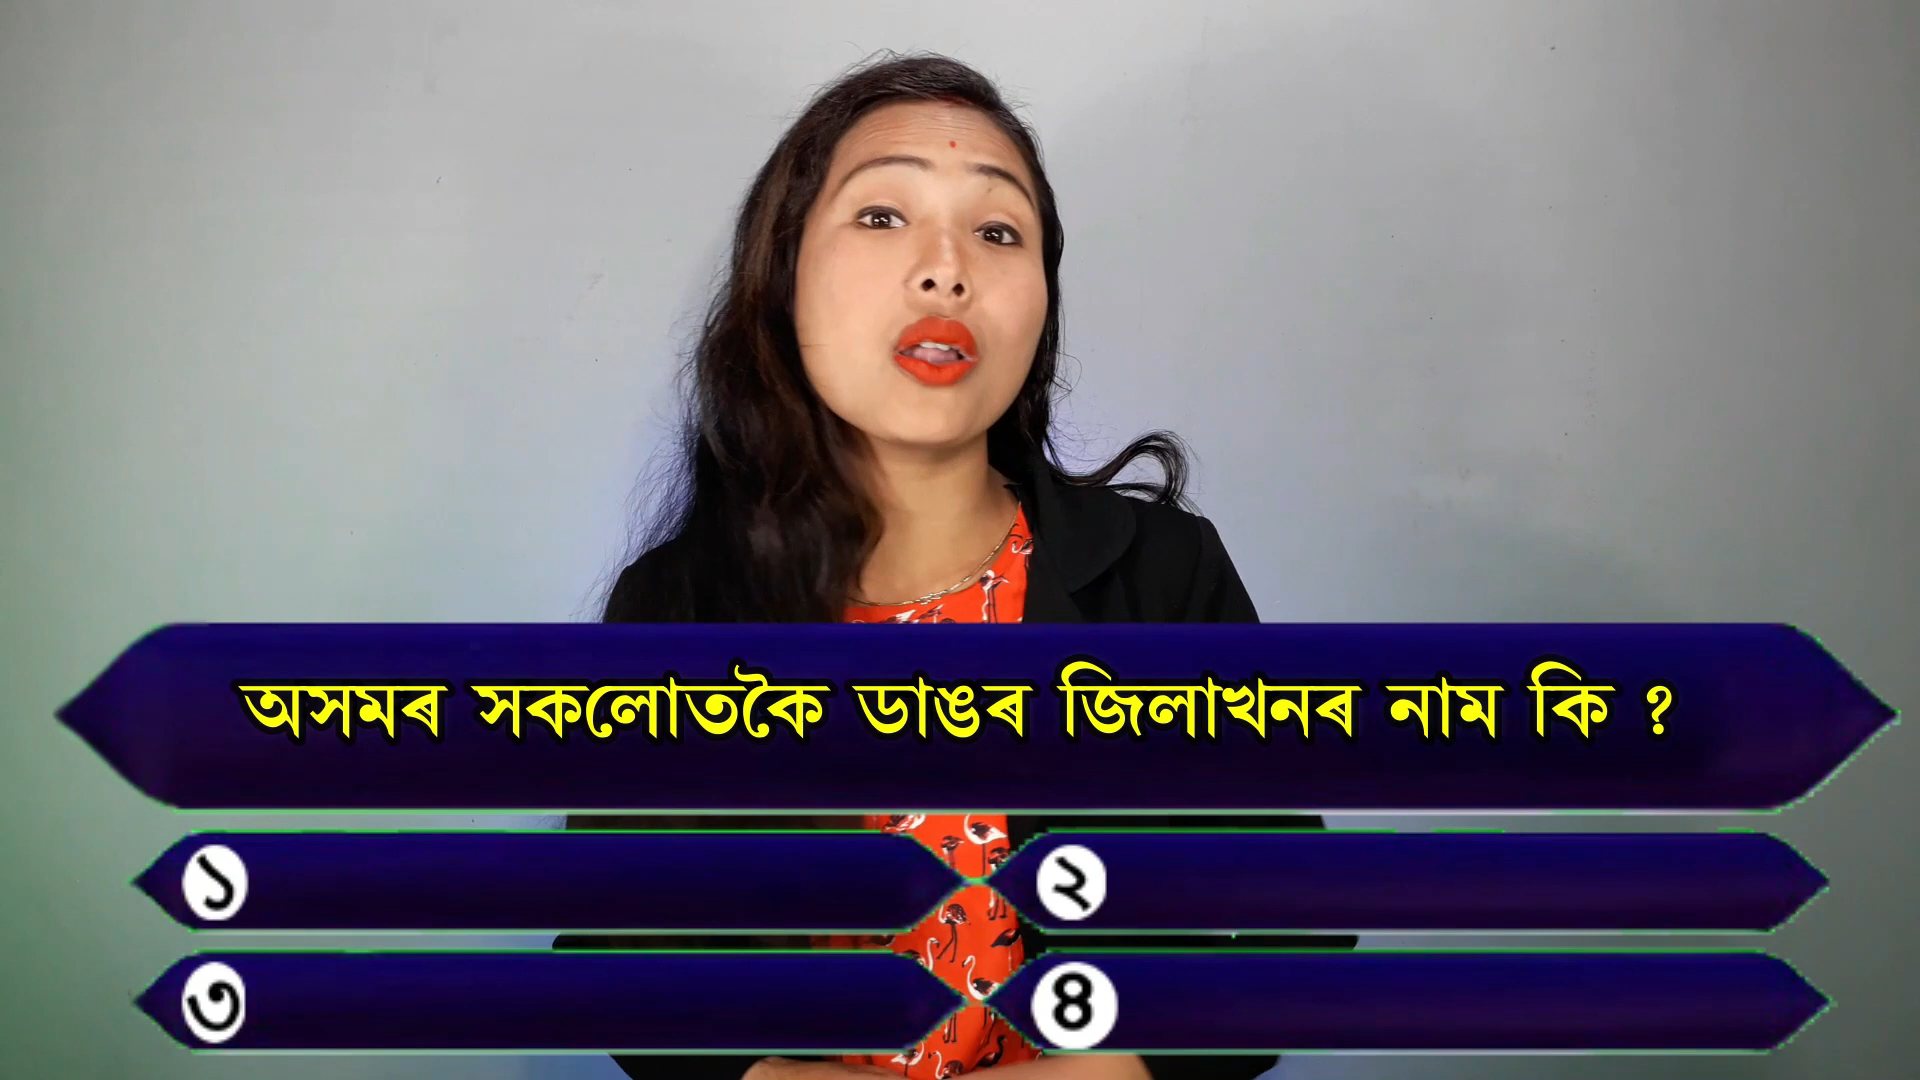 অসমৰ সকলোতকৈ ডাঙৰ জিলাখনৰ নাম কি ?
১
২
৩
৪